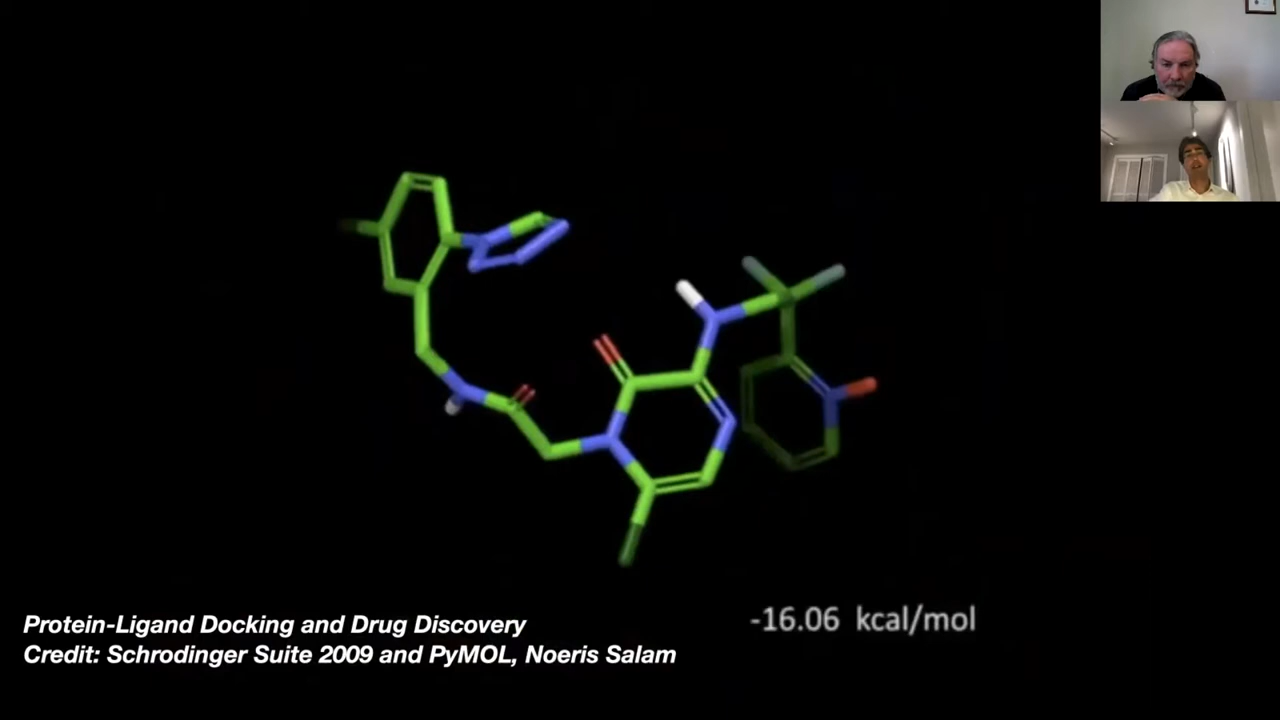 -16.06 kcal/mol
Protein-Ligand Docking and Drug Discovery
Credit: Schrodinger Suite 2009 and PyMOL, Noeris Salam